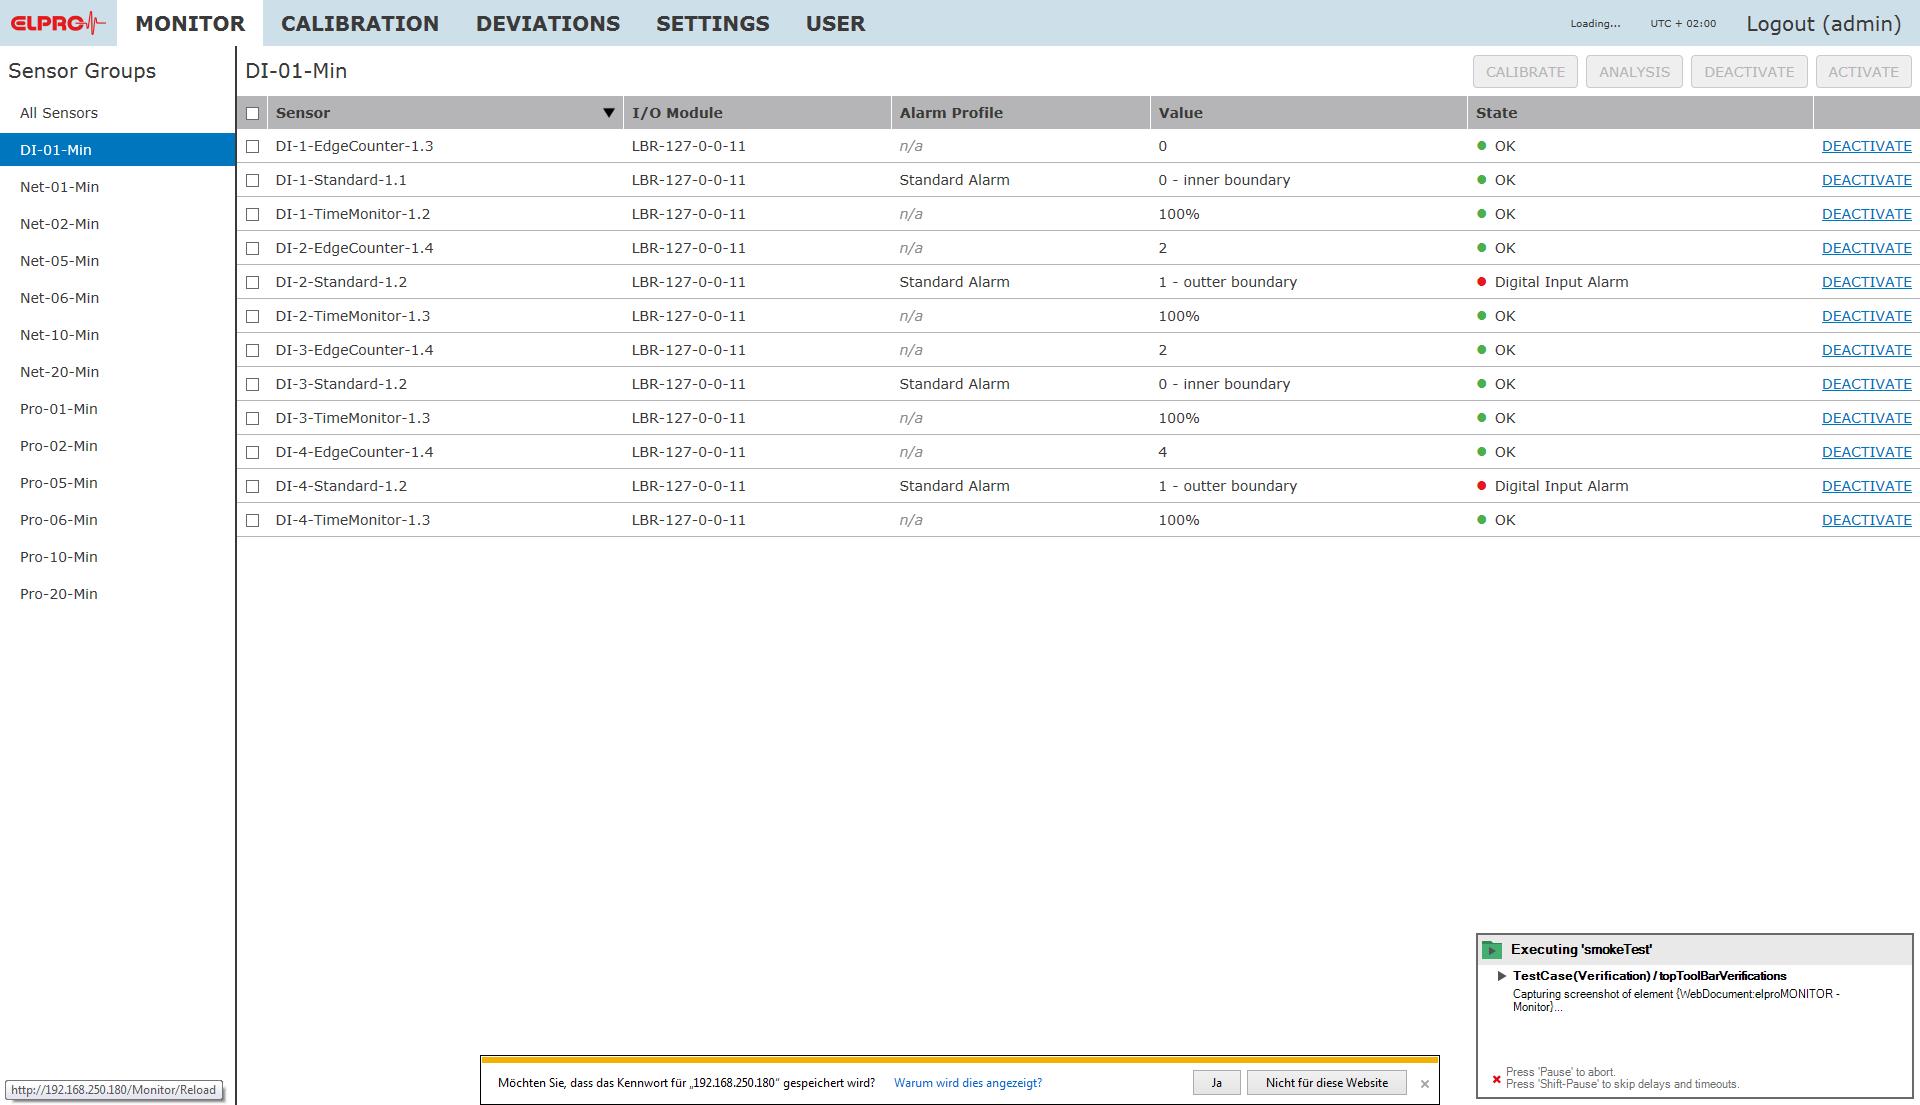 ELPRO MONITOR CALIBRATION DEVIATIONS SETTINGS USER Loading... UTC + 02:00 Logout (admin)
Sensor Groups
All Sensors
DI-01-Min
Net-01-Min
Net-02-Min
Net-05-Min
Net-06-Min
Net-10-Min
Net-20-Min
Pro-01-Min
Pro-02-Min
Pro-05-Min
Pro-06-Min
Pro-10-Min
Pro-20-Min
DI-01-Min CALIBRATE ANALYSIS DEACTIVATE ACTIVATE
Sensor I/O Module Alarm Profile Value State
DI-1-EdgeCounter-1.3 LBR-127-0-0-11 n/a 0 OK DEACTIVATE
DI-1-Standard-1.1 LBR-127-0-0-11 Standard Alarm 0 - inner boundary OK DEACTIVATE
DI-1-TimeMonitor-1.2 LBR-127-0-0-11 n/a 100% OK DEACTIVATE
DI-2-EdgeCounter-1.4 LBR-127-0-0-11 n/a 2 OK DEACTIVATE
DI-2-Standard-1.2 LBR-127-0-0-11 Standard Alarm 1 - outter boundary Digital Input Alarm DEACTIVATE
DI-2-TimeMonitor-1.3 LBR-127-0-0-11 n/a 100% OK DEACTIVATE
DI-3-EdgeCounter-1.4 LBR-127-0-0-11 n/a 2 OK DEACTIVATE
DI-3-Standard-1.2 LBR-127-0-0-11 Standard Alarm 0 - inner boundary OK DEACTIVATE
DI-3-TimeMonitor-1.3 LBR-127-0-0-11 n/a 100% OK DEACTIVATE
DI-4-EdgeCounter-1.4 LBR-127-0-0-11 n/a 4 OK DEACTIVATE
DI-4-Standard-1.2 LBR-127-0-0-11 Standard Alarm 1 - outter boundary Digital Input Alarm DEACTIVATE
DI-4-TimeMonitor-1.3 LBR-127-0-0-11 n/a 100% OK DEACTIVATE
Executing 'smokeTest'
TestCase(Verification) / topToolBarVerifications
Capturing screenshot of element {WebDocument:elproMONITOR -
Monitor}...
Press 'Pause' to abort.
Press 'Shift-Pause' to skip delays and timeouts.
Möchten Sie, dass das Kennwort für „192.168.250.180“ gespeichert wird? Warum wird dies angezeigt? Ja Nicht für diese Website
http://192.168.250.180/Monitor/Reload